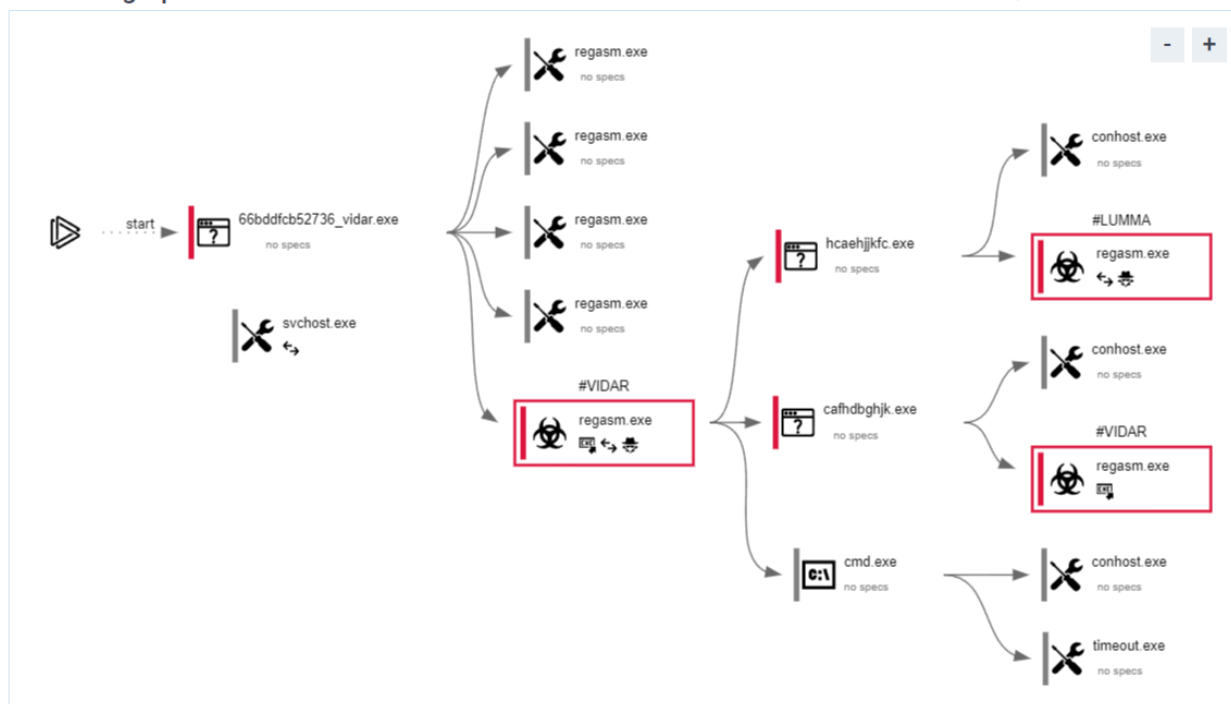 - +
start
66bddfcb52736_vidar.exe
no specs
svchost.exe
regasm.exe
no specs
regasm.exe
no specs
regasm.exe
no specs
regasm.exe
no specs
#VIDAR
regasm.exe
hcaehjjkfc.exe
no specs
cafhdbghjk.exe
no specs
C:\
cmd.exe
no specs
conhost.exe
no specs
#LUMMA
regasm.exe
conhost.exe
no specs
#VIDAR
regasm.exe
conhost.exe
no specs
timeout.exe
no specs